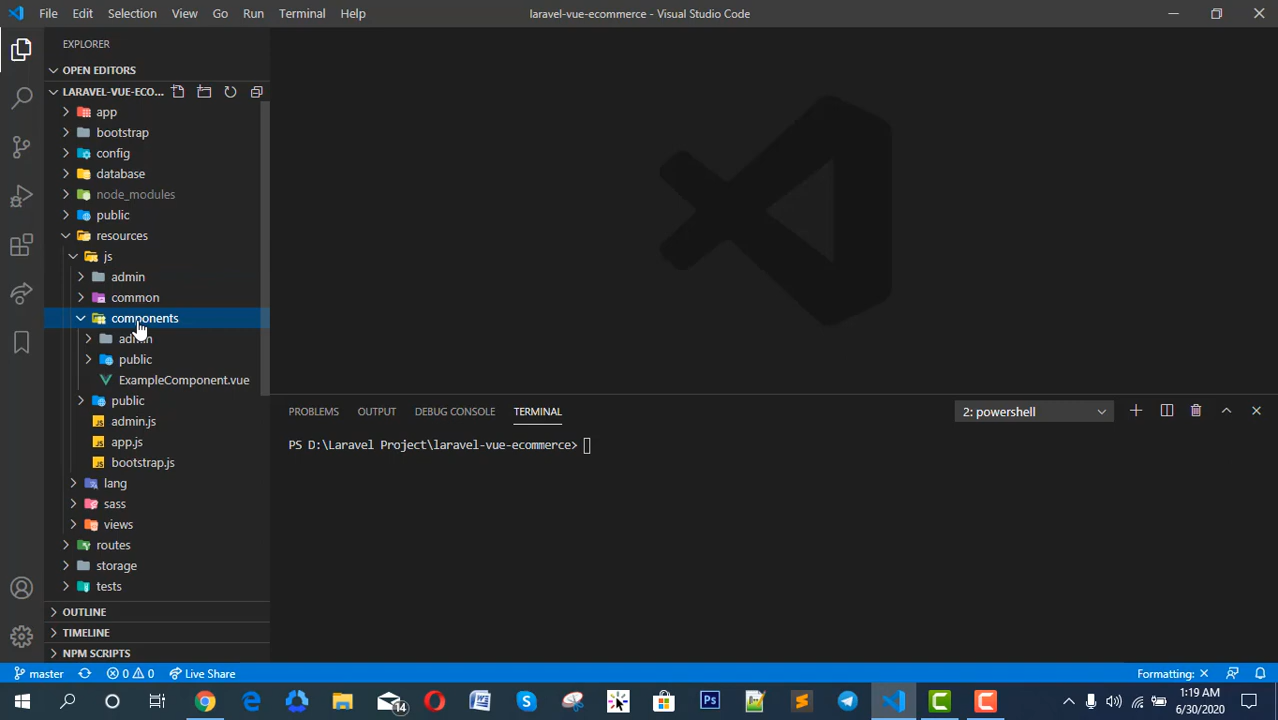 File Edit Selection View Go Run Terminal Help
laravel-vue-ecommerce - Visual Studio Code
EXPLORER
OPEN EDITORS
LARAVEL-VUE-ECO...
app
bootstrap
config
database
node_modules
public
resources
js
admin
common
components
admin
public
ExampleComponent.vue
public
admin.js
app.js
bootstrap.js
lang
sass
views
routes
storage
tests
OUTLINE
TIMELINE
NPM SCRIPTS
PROBLEMS OUTPUT DEBUG CONSOLE TERMINAL
2: powershell
PS D:\Laravel Project\laravel-vue-ecommerce>
master 0 0 Live Share
Formatting: ×
14
1:19 AM
6/30/2020